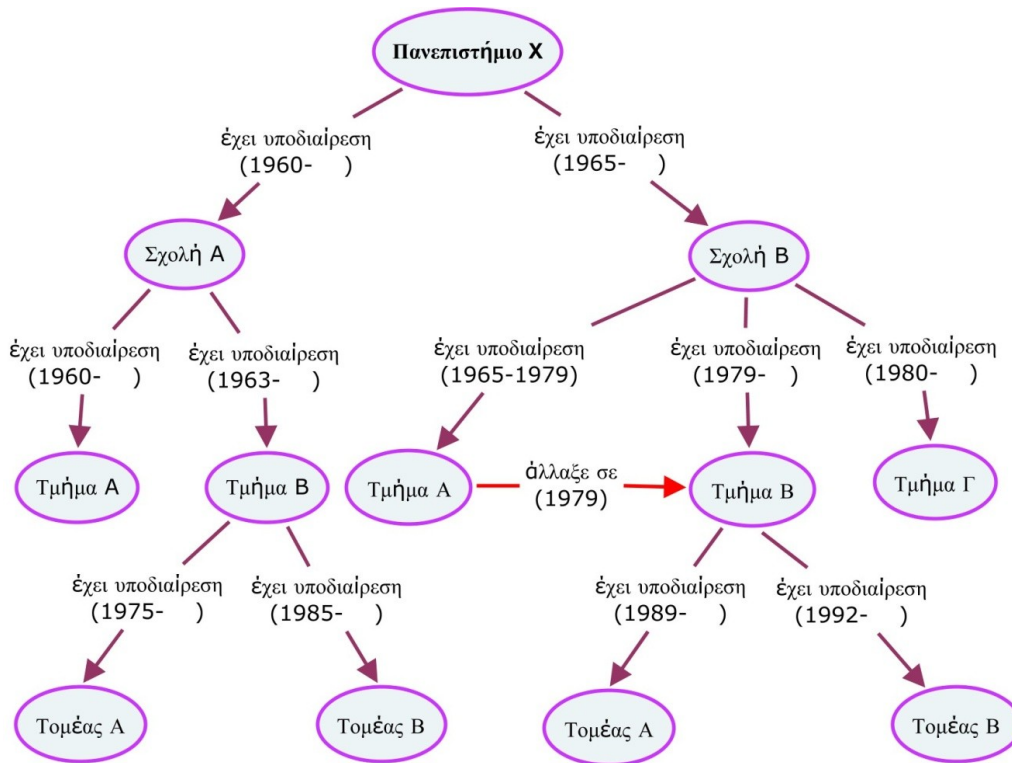 Πανεπιστήμιο X
έχει υποδιαίρεση
(1960-    )
έχει υποδιαίρεση
(1965-    )
Σχολή A
Σχολή B
έχει υποδιαίρεση
(1960-    )
έχει υποδιαίρεση
(1963-    )
έχει υποδιαίρεση
(1965-1979)
έχει υποδιαίρεση
(1979-    )
έχει υποδιαίρεση
(1980-    )
Τμήμα A
Τμήμα B
Τμήμα Α
άλλαξε σε
(1979)
Τμήμα Β
Τμήμα Γ
έχει υποδιαίρεση
(1975-    )
έχει υποδιαίρεση
(1985-    )
έχει υποδιαίρεση
(1989-    )
έχει υποδιαίρεση
(1992-    )
Τομέας Α
Τομέας Β
Τομέας Α
Τομέας Β